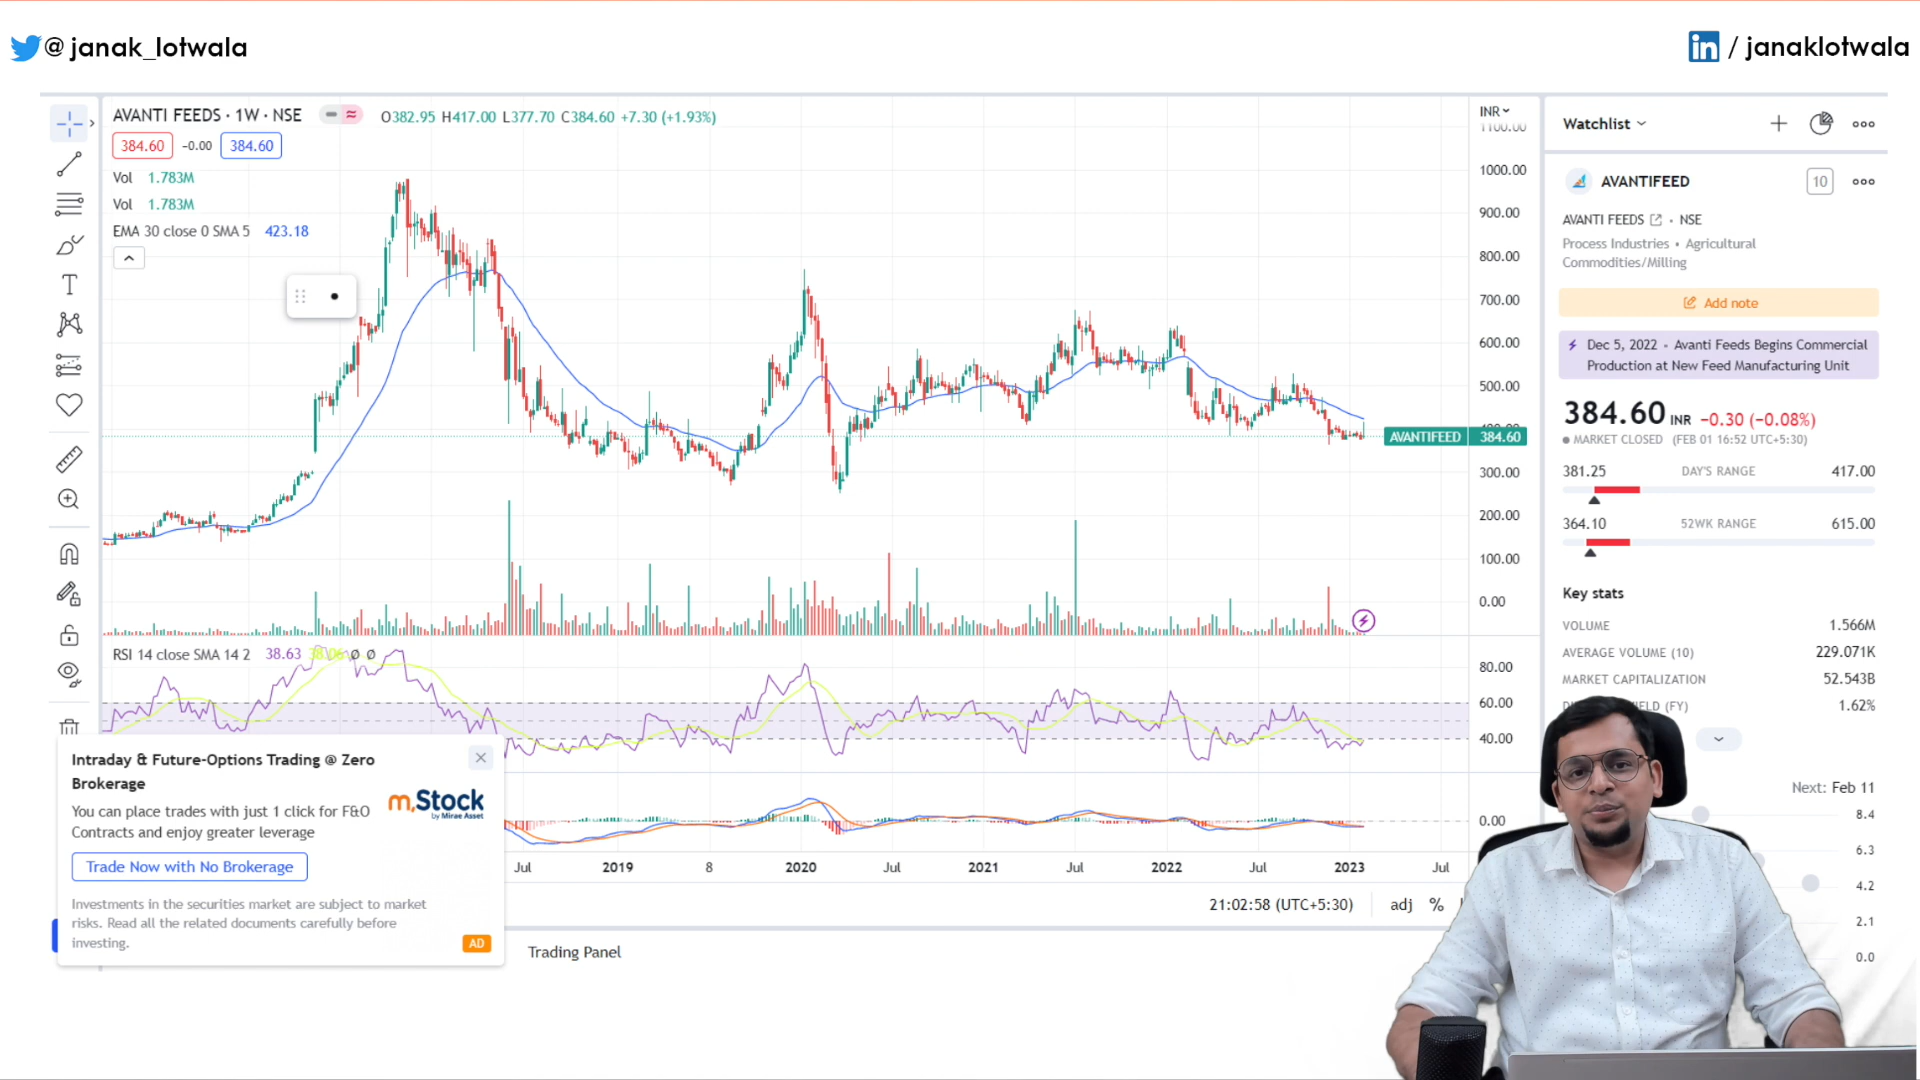 @ janak_lotwala
in / janaklotwala
AVANTI FEEDS · 1W · NSE
O382.95 H417.00 L377.70 C384.60 +7.30 (+1.93%)
384.60 −0.00 384.60
Vol 1.783M
Vol 1.783M
EMA 30 close 0 SMA 5 423.18
INR
1100.00
1000.00
900.00
800.00
700.00
600.00
500.00
AVANTIFEED 384.60
300.00
200.00
100.00
0.00
RSI 14 close SMA 14 2 38.63 ø ø
80.00
60.00
40.00
0.00
Jul 2019 8 2020 Jul 2021 Jul 2022 Jul 2023 Jul
21:02:58 (UTC+5:30) adj %
Trading Panel
Intraday & Future-Options Trading @ Zero
Brokerage
You can place trades with just 1 click for F&O
Contracts and enjoy greater leverage
m.Stock
by Mirae Asset
Trade Now with No Brokerage
Investments in the securities market are subject to market
risks. Read all the related documents carefully before
investing.
AD
Watchlist
AVANTIFEED
10
AVANTI FEEDS · NSE
Process Industries • Agricultural
Commodities/Milling
Add note
Dec 5, 2022 • Avanti Feeds Begins Commercial
Production at New Feed Manufacturing Unit
384.60 INR −0.30 (−0.08%)
MARKET CLOSED (FEB 01 16:52 UTC+5:30)
381.25 DAY'S RANGE 417.00
364.10 52WK RANGE 615.00
Key stats
VOLUME 1.566M
AVERAGE VOLUME (10) 229.071K
MARKET CAPITALIZATION 52.543B
(FY) 1.62%
Next: Feb 11
8.4
6.3
4.2
2.1
0.0